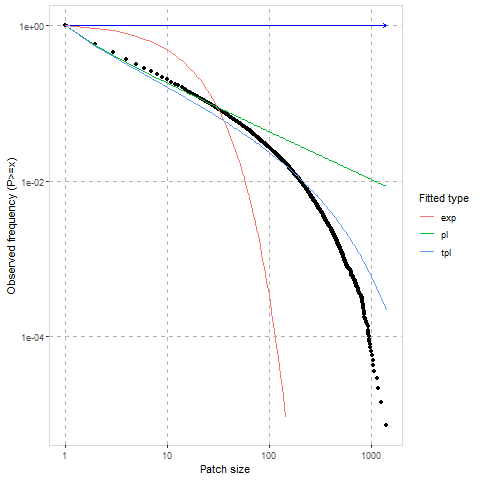 1e+00
1e-02
1e-04
Observed frequency (P>=x)
1
10
100
1000
Patch size
Fitted type
exp
pl
tpl